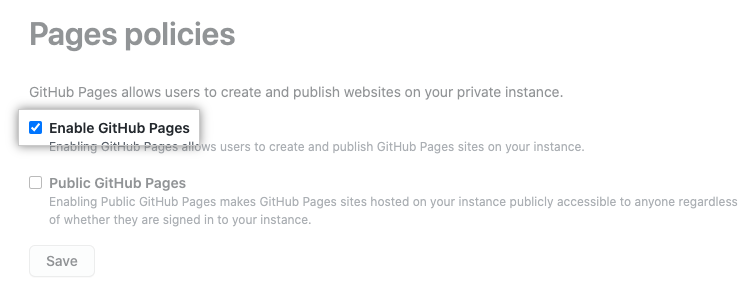 Pages policies
GitHub Pages allows users to create and publish websites on your private instance.
Enable GitHub Pages
Enabling GitHub Pages allows users to create and publish GitHub Pages sites on your instance.
Public GitHub Pages
Enabling Public GitHub Pages makes GitHub Pages sites hosted on your instance publicly accessible to anyone regardless
of whether they are signed in to your instance.
Save